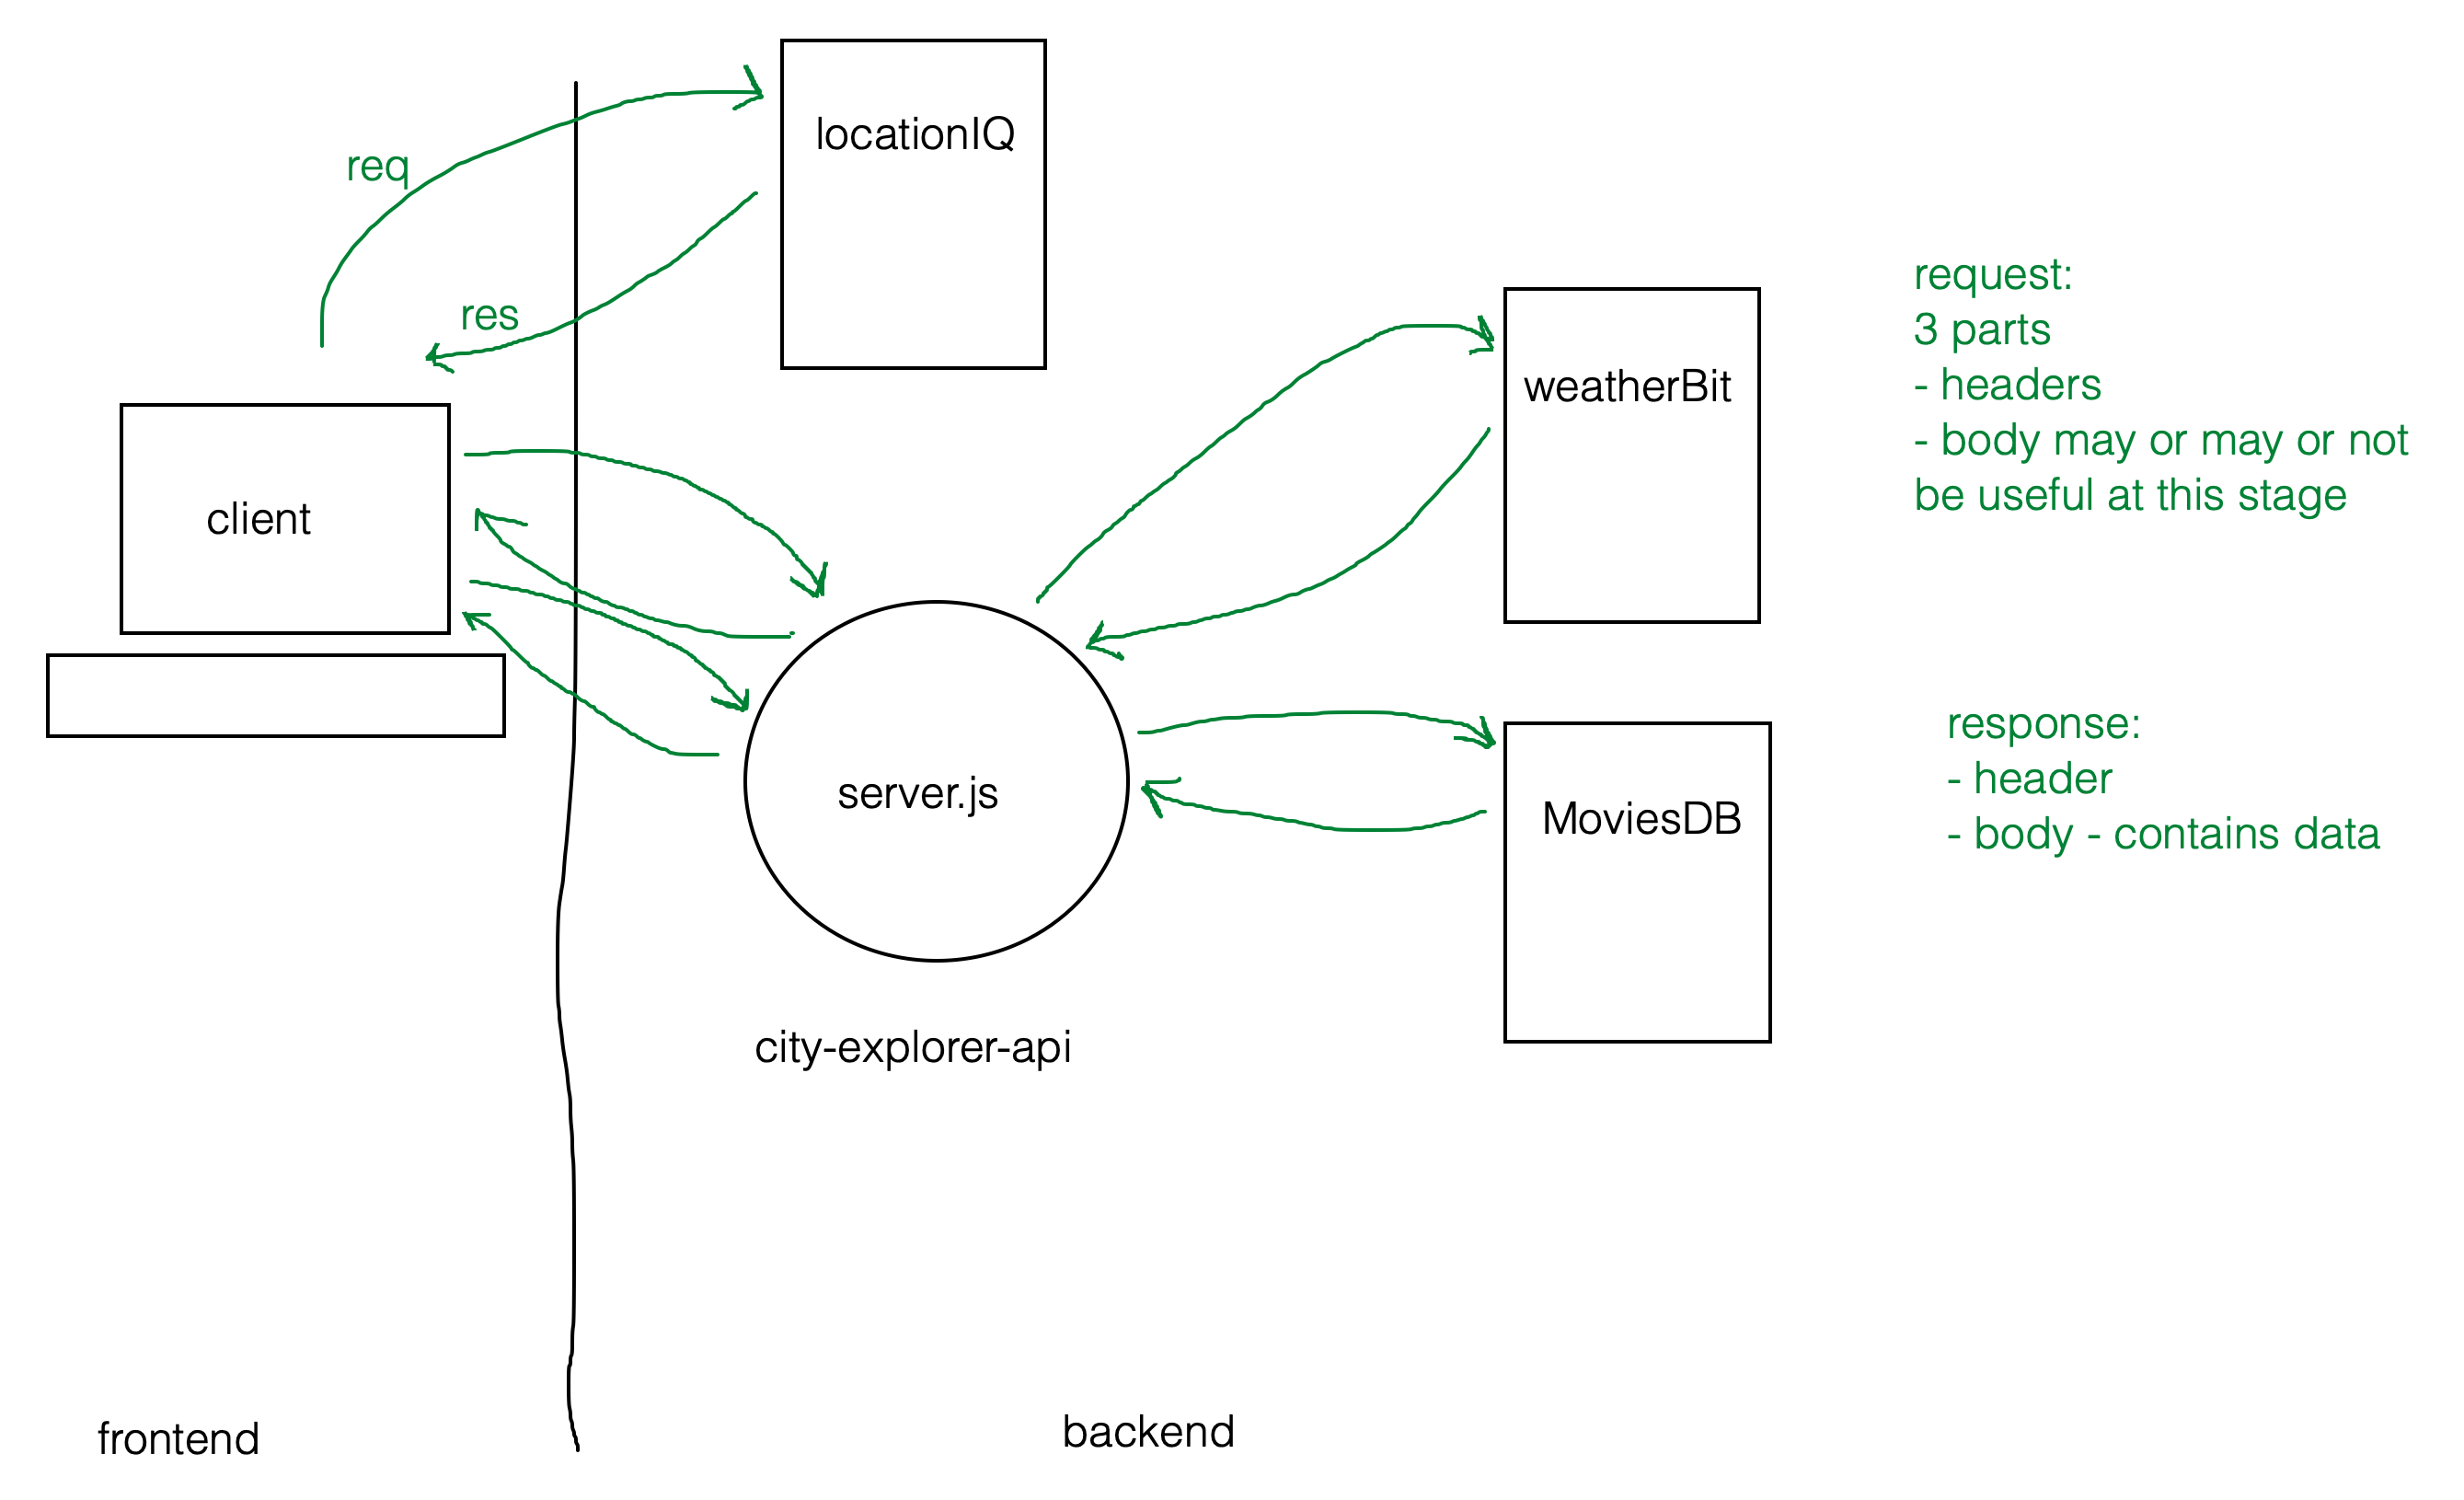 locationIQ
req
res
client
weatherBit
request:
3 parts
- headers
- body may or may or not
be useful at this stage
server.js
MoviesDB
response:
- header
- body - contains data
city-explorer-api
frontend
backend